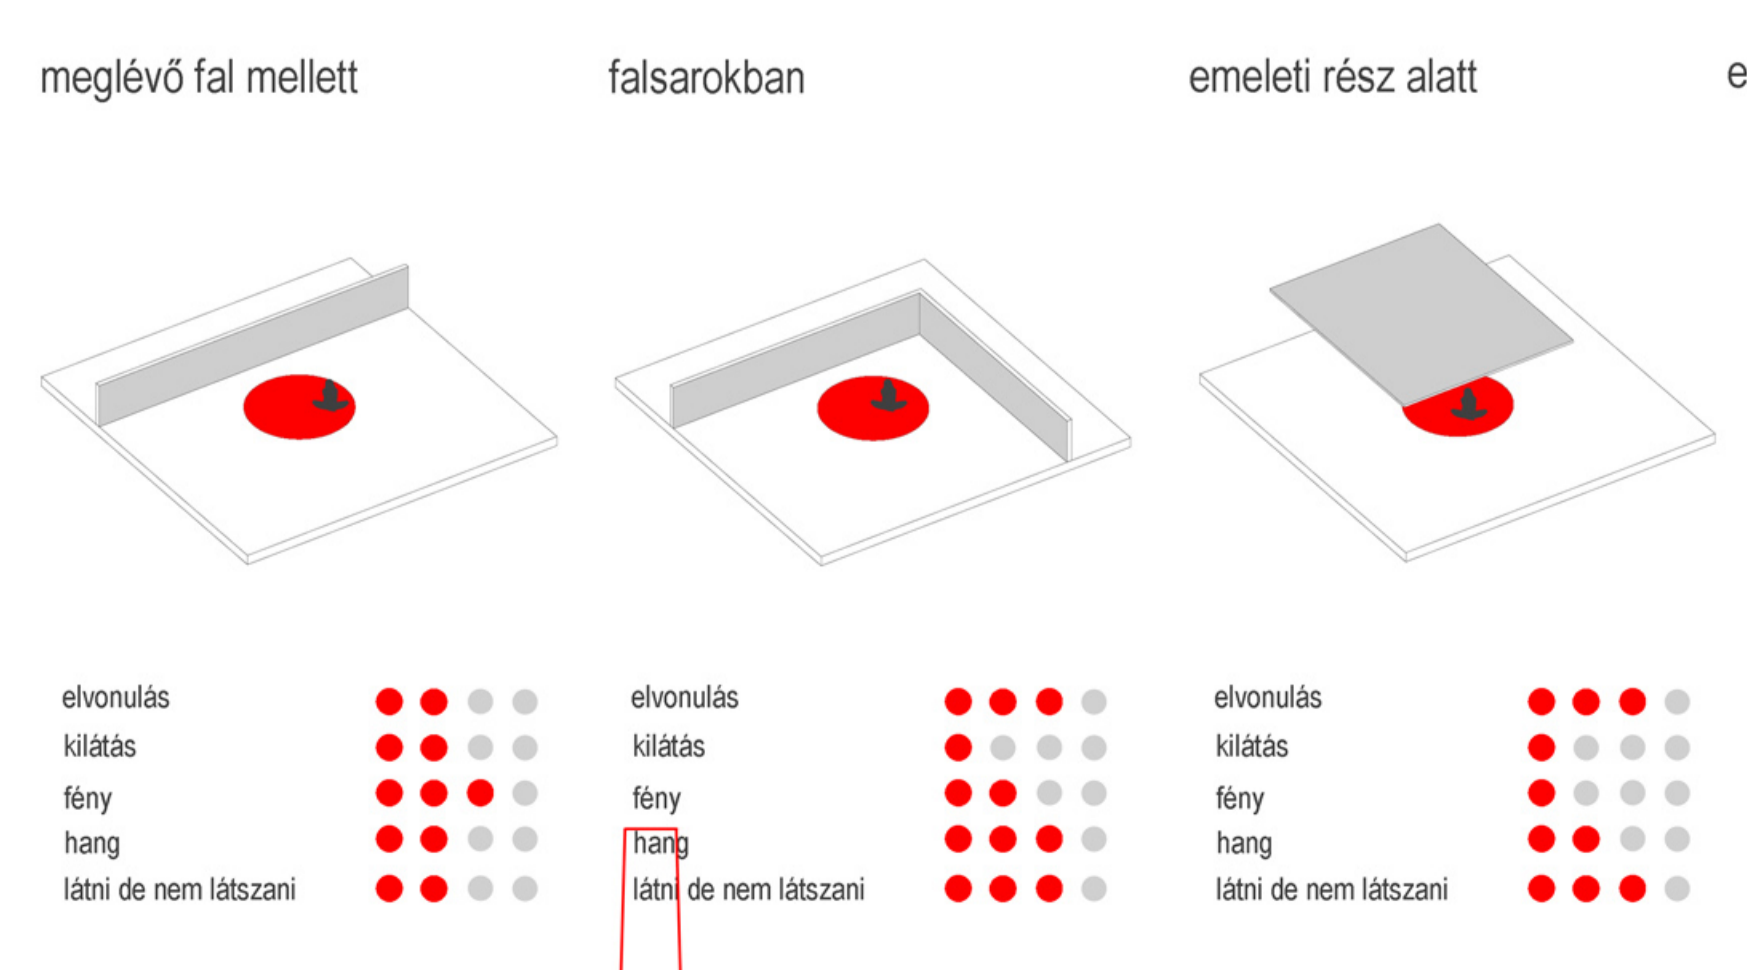 meglévő fal mellett
falsarokban
emeleti rész alatt
e
elvonulás
kilátás
fény
hang
látni de nem látszani
elvonulás
kilátás
fény
hang
látni de nem látszani
elvonulás
kilátás
fény
hang
látni de nem látszani